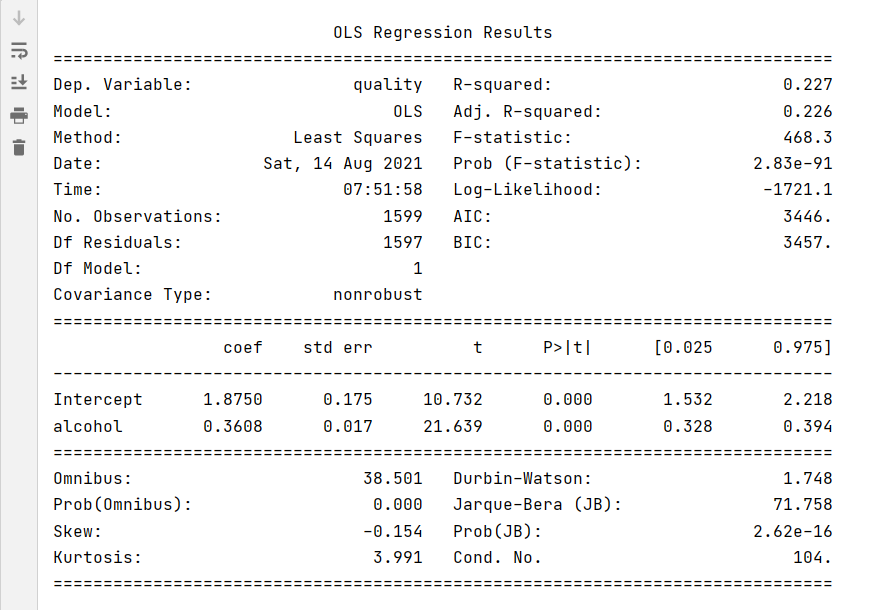 OLS Regression Results
==============================================================================
Dep. Variable:                quality   R-squared:                       0.227
Model:                            OLS   Adj. R-squared:                  0.226
Method:                 Least Squares   F-statistic:                     468.3
Date:                Sat, 14 Aug 2021   Prob (F-statistic):           2.83e-91
Time:                        07:51:58   Log-Likelihood:                -1721.1
No. Observations:                1599   AIC:                             3446.
Df Residuals:                    1597   BIC:                             3457.
Df Model:                           1
Covariance Type:            nonrobust
==============================================================================
                 coef    std err          t      P>|t|      [0.025      0.975]
------------------------------------------------------------------------------
Intercept      1.8750      0.175     10.732      0.000       1.532       2.218
alcohol        0.3608      0.017     21.639      0.000       0.328       0.394
==============================================================================
Omnibus:                       38.501   Durbin-Watson:                   1.748
Prob(Omnibus):                  0.000   Jarque-Bera (JB):               71.758
Skew:                          -0.154   Prob(JB):                     2.62e-16
Kurtosis:                       3.991   Cond. No.                         104.
==============================================================================